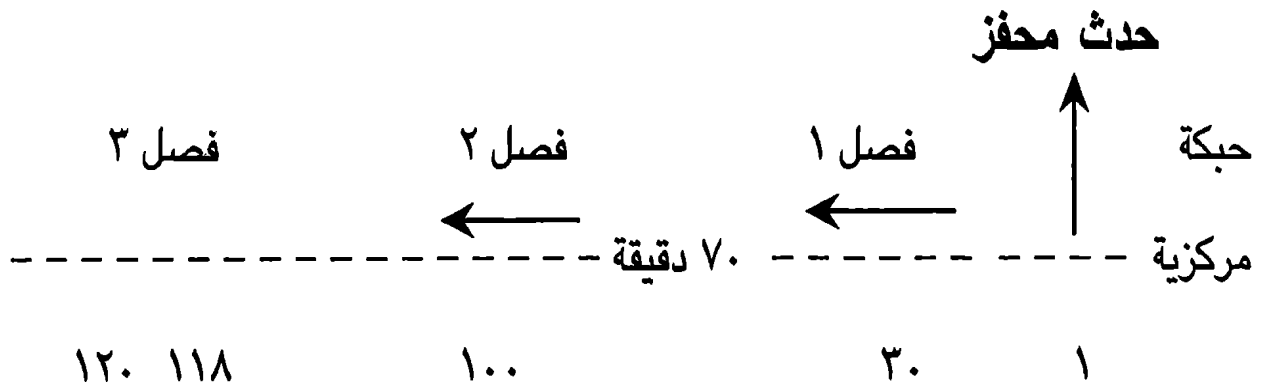 حدث محفز
حبكة فصل ١ فصل ٢ فصل ٣
مركزية ٧٠ دقيقة
١ ٣٠ ١٠٠ ١١٨ ١٢٠